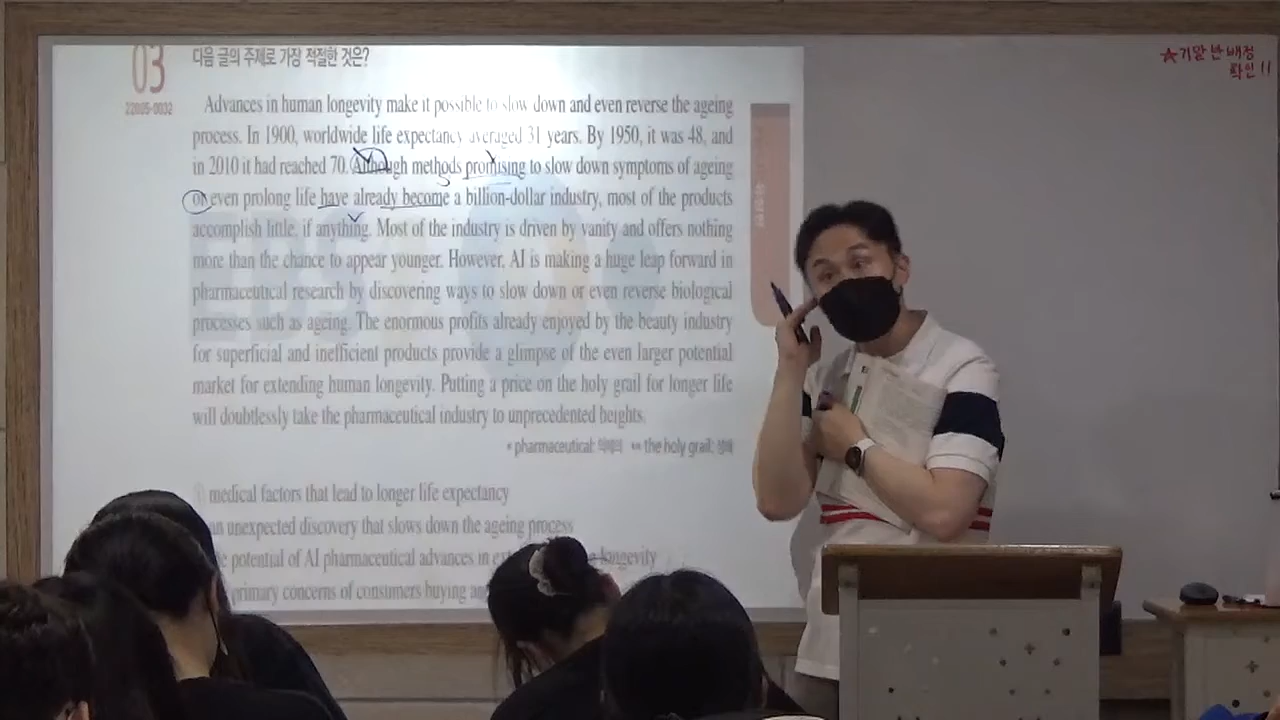 03
22005-0032
다음 글의 주제로 가장 적절한 것은?
Advances in human longevity make it possible to slow down and even reverse the ageing
process. In 1900, worldwide life expectancy averaged 31 years. By 1950, it was 48, and
in 2010 it had reached 70. Although methods promising to slow down symptoms of ageing
or even prolong life have already become a billion-dollar industry, most of the products
accomplish little, if anything. Most of the industry is driven by vanity and offers nothing
more than the chance to appear younger. However, AI is making a huge leap forward in
pharmaceutical research by discovering ways to slow down or even reverse biological
processes such as ageing. The enormous profits already enjoyed by the beauty industry
for superficial and inefficient products provide a glimpse of the even larger potential
market for extending human longevity. Putting a price on the holy grail for longer life
will doubtlessly take the pharmaceutical industry to unprecedented heights.
* pharmaceutical: 의학의 ** the holy grail: 성배
medical factors that lead to longer life expectancy
an unexpected discovery that slows down the ageing process
potential of AI pharmaceutical advances in longevity
primary concerns of consumers buying
★기말 반 배정
확인!!